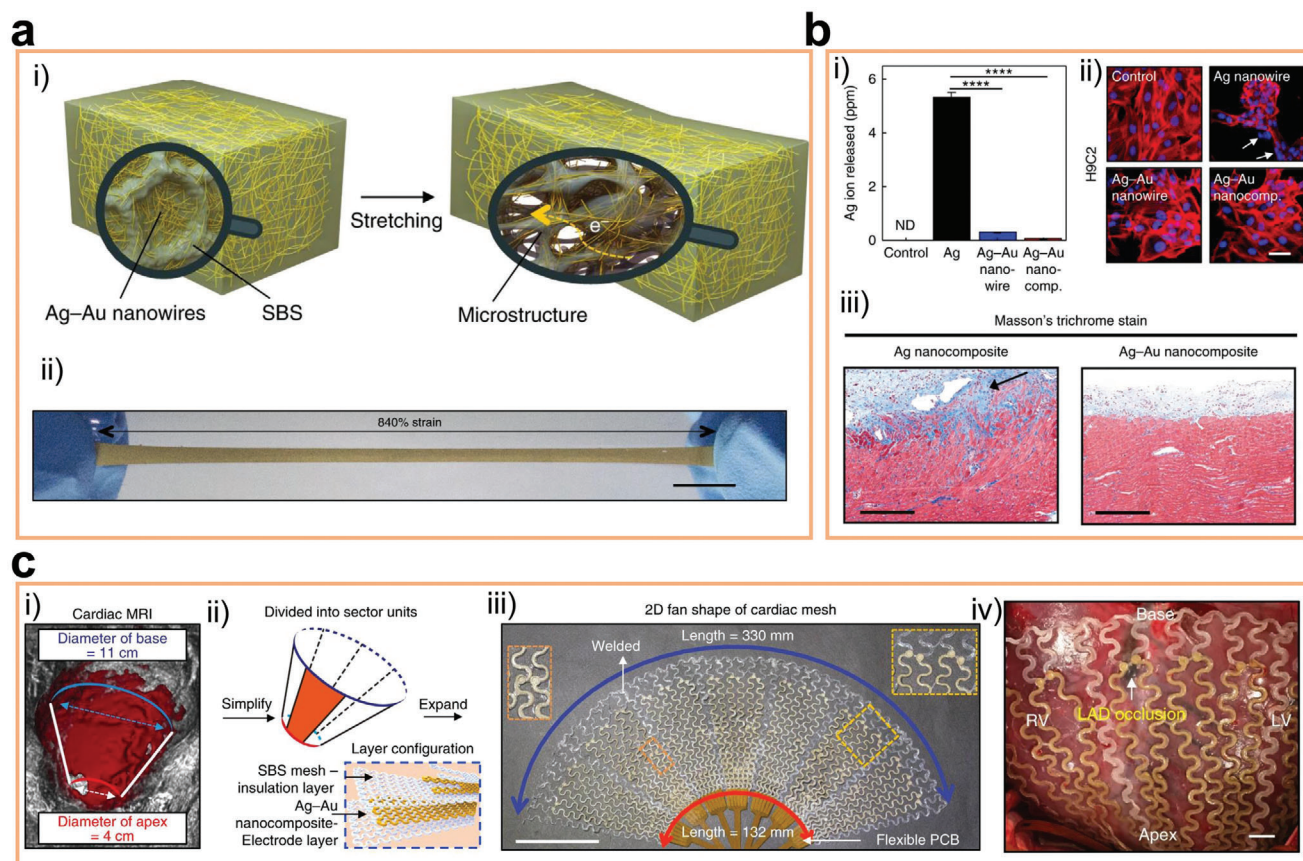 a
i)
Stretching
e
Ag–Au nanowires
SBS
Microstructure
ii)
840% strain
b
i)
Ag ion released (ppm)
6
4
2
0
****
****
ND
Control
Ag
Ag–Au
nano-
wire
Ag–Au
nano-
comp.
ii)
H9C2
Control
Ag nanowire
Ag–Au
nanowire
Ag–Au
nanocomp.
iii)
Masson's trichrome stain
Ag nanocomposite
Ag–Au nanocomposite
c
i)
Cardiac MRI
Diameter of base
= 11 cm
Diameter of apex
= 4 cm
ii)
Divided into sector units
Simplify
Expand
Layer configuration
SBS mesh –
insulation layer
Ag–Au
nanocomposite-
Electrode layer
iii)
2D fan shape of cardiac mesh
Length = 330 mm
Welded
Length = 132 mm
Flexible PCB
iv)
Base
RV
LAD occlusion
LV
Apex